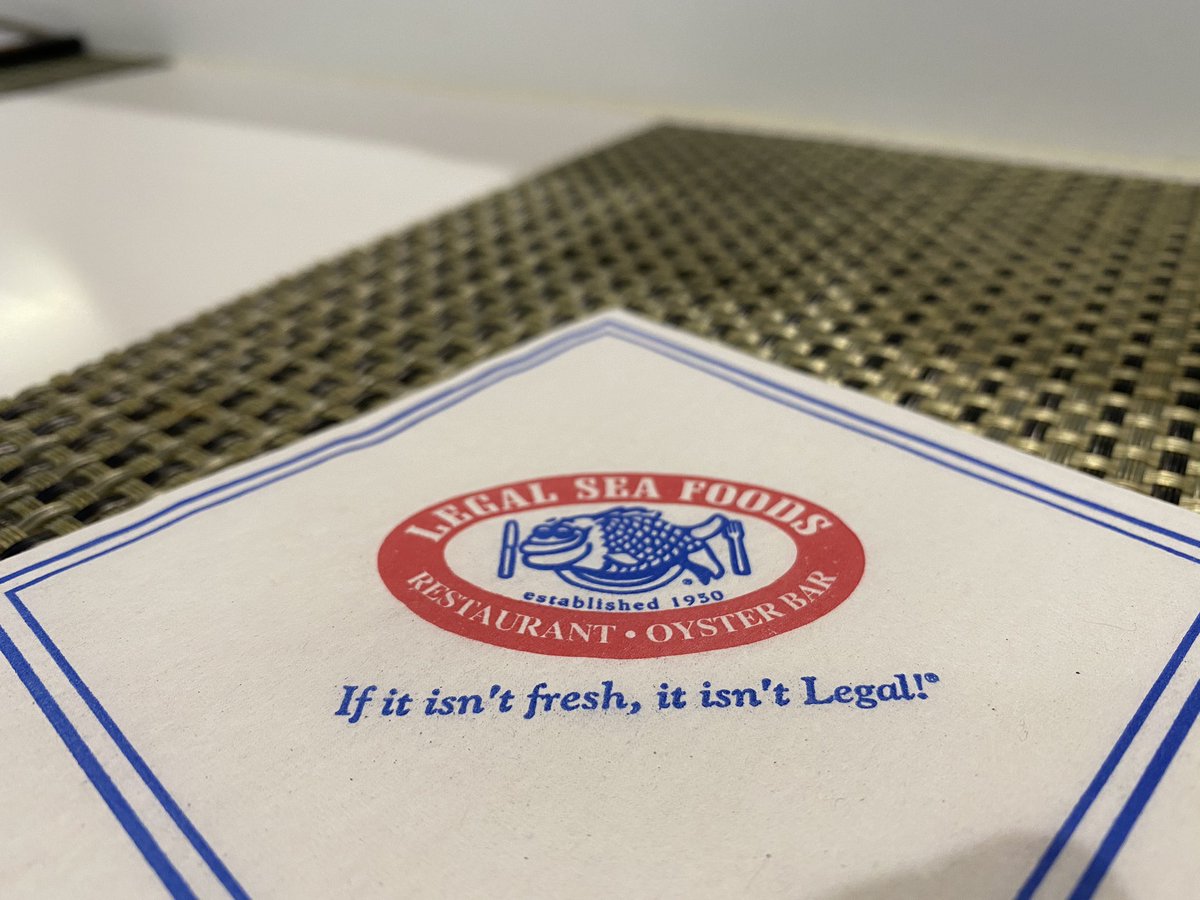 LEGAL SEA FOODS
established 1950
RESTAURANT • OYSTER BAR
If it isn't fresh, it isn't Legal!®